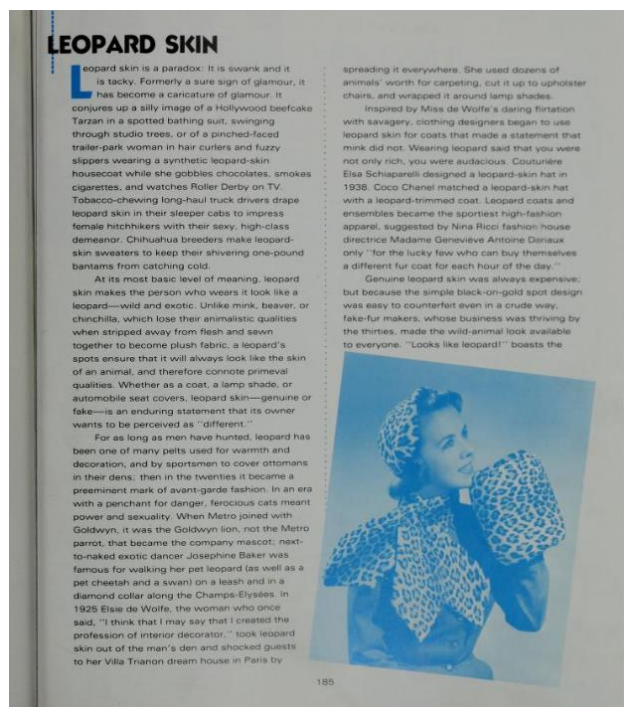 LEOPARD SKIN
Leopard skin is a paradox: It is swank and it
is tacky. Formerly a sure sign of glamour, it
has become a caricature of glamour. It
conjures up a silly image of a Hollywood beefcake
Tarzan in a spotted bathing suit, swinging
through studio trees, or of a pinched-faced
trailer-park woman in hair curlers and fuzzy
slippers wearing a synthetic leopard-skin
housecoat while she gobbles chocolates, smokes
cigarettes, and watches Roller Derby on TV.
Tobacco-chewing long-haul truck drivers drape
leopard skin in their sleeper cabs to impress
female hitchhikers with their sexy, high-class
demeanor. Chihuahua breeders make leopard-
skin sweaters to keep their shivering one-pound
bantams from catching cold.
At its most basic level of meaning, leopard
skin makes the person who wears it look like a
leopard—wild and exotic. Unlike mink, beaver, or
chinchilla, which lose their animalistic qualities
when stripped away from flesh and sewn
together to become plush fabric, a leopard's
spots ensure that it will always look like the skin
of an animal, and therefore connote primeval
qualities. Whether as a coat, a lamp shade, or
automobile seat covers, leopard skin—genuine or
fake—is an enduring statement that its owner
wants to be perceived as "different."
For as long as men have hunted, leopard has
been one of many pelts used for warmth and
decoration, and by sportsmen to cover ottomans
in their dens; then in the twenties it became a
preeminent mark of avant-garde fashion. In an era
with a penchant for danger, ferocious cats meant
power and sexuality. When Metro joined with
Goldwyn, it was the Goldwyn lion, not the Metro
parrot, that became the company mascot; next-
to-naked exotic dancer Josephine Baker was
famous for walking her pet leopard (as well as a
pet cheetah and a swan) on a leash and in a
diamond collar along the Champs-Elysées. In
1925 Elsie de Wolfe, the woman who once
said, "I think that I may say that I created the
profession of interior decorator," took leopard
skin out of the man's den and shocked guests
to her Villa Trianon dream house in Paris by
spreading it everywhere. She used dozens of
animals' worth for carpeting, cut it up to upholster
chairs, and wrapped it around lamp shades.
Inspired by Miss de Wolfe's daring flirtation
with savagery, clothing designers began to use
leopard skin for coats that made a statement that
mink did not. Wearing leopard said that you were
not only rich, you were audacious. Couturière
Elsa Schiaparelli designed a leopard-skin hat in
1938. Coco Chanel matched a leopard-skin hat
with a leopard-trimmed coat. Leopard coats and
ensembles became the sportiest high-fashion
apparel, suggested by Nina Ricci fashion house
directrice Madame Geneviève Antoine Dariaux
only "for the lucky few who can buy themselves
a different fur coat for each hour of the day."
Genuine leopard skin was always expensive;
but because the simple black-on-gold spot design
was easy to counterfeit even in a crude way,
fake-fur makers, whose business was thriving by
the thirties, made the wild-animal look available
to everyone. "Looks like leopard!" boasts the
185